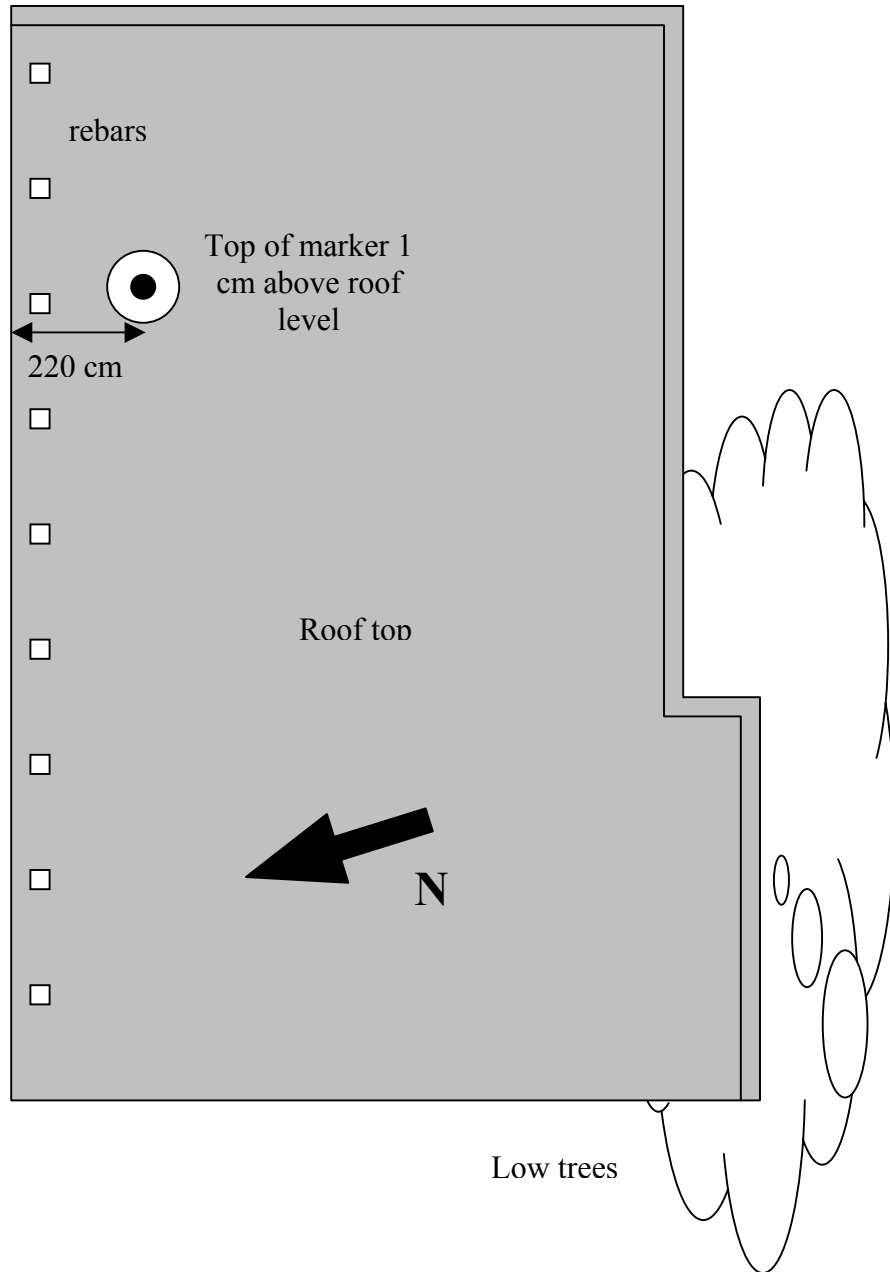 rebars
Top of marker 1
cm above roof
level
220 cm
Roof top
N
Low trees